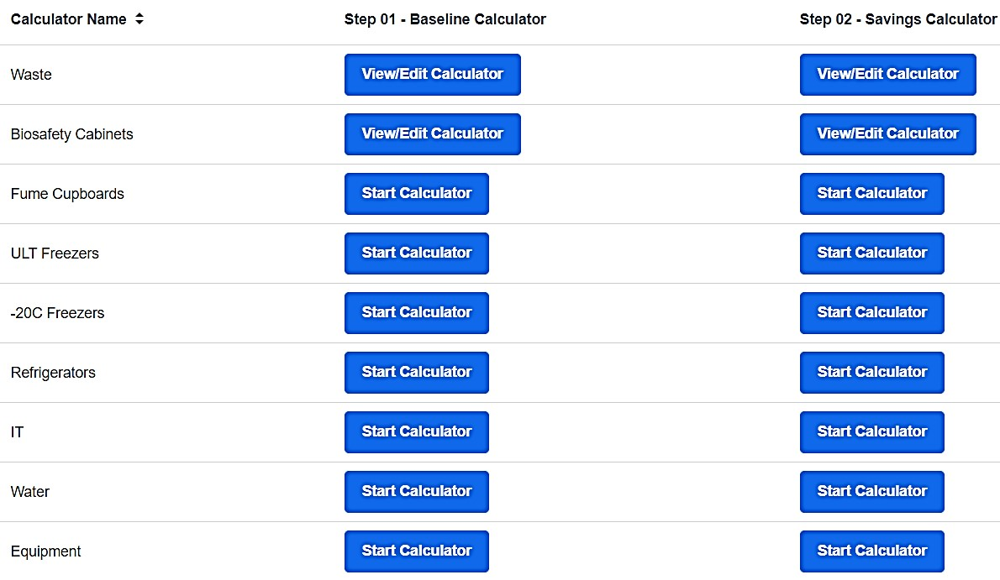 Calculator Name Step 01 - Baseline Calculator Step 02 - Savings Calculator
Waste View/Edit Calculator View/Edit Calculator
Biosafety Cabinets View/Edit Calculator View/Edit Calculator
Fume Cupboards Start Calculator Start Calculator
ULT Freezers Start Calculator Start Calculator
-20C Freezers Start Calculator Start Calculator
Refrigerators Start Calculator Start Calculator
IT Start Calculator Start Calculator
Water Start Calculator Start Calculator
Equipment Start Calculator Start Calculator